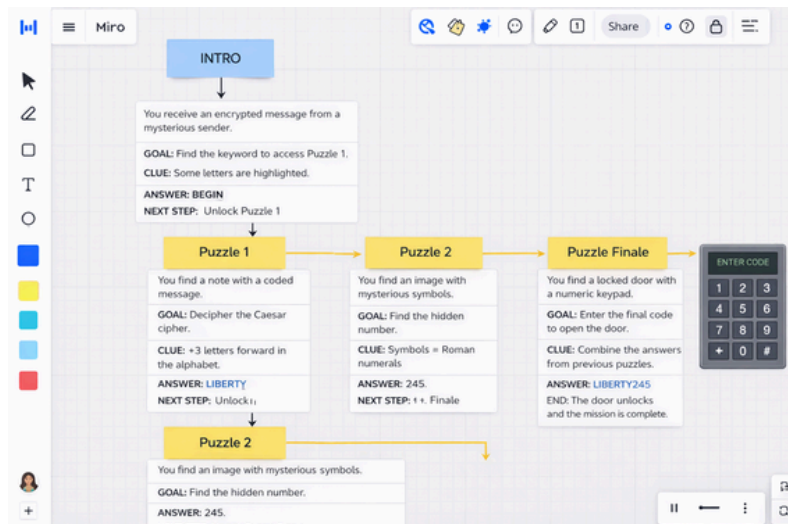 Miro
1
Share
?
INTRO
You receive an encrypted message from a
mysterious sender.
GOAL: Find the keyword to access Puzzle 1.
CLUE: Some letters are highlighted.
ANSWER: BEGIN
NEXT STEP: Unlock Puzzle 1
Puzzle 1
You find a note with a coded
message.
GOAL: Decipher the Caesar
cipher.
CLUE: +3 letters forward in
the alphabet.
ANSWER: LIBERTY
NEXT STEP: Unlock
Puzzle 2
You find an image with
mysterious symbols.
GOAL: Find the hidden
number.
CLUE: Symbols = Roman
numerals
ANSWER: 245.
NEXT STEP: Finale
Puzzle Finale
You find a locked door with
a numeric keypad.
GOAL: Enter the final code
to open the door.
CLUE: Combine the answers
from previous puzzles.
ANSWER: LIBERTY245
END: The door unlocks
and the mission is complete.
ENTER CODE
1 2 3
4 5 6
7 8 9
+ 0 #
Puzzle 2
You find an image with mysterious symbols.
GOAL: Find the hidden number.
ANSWER: 245.
T
+